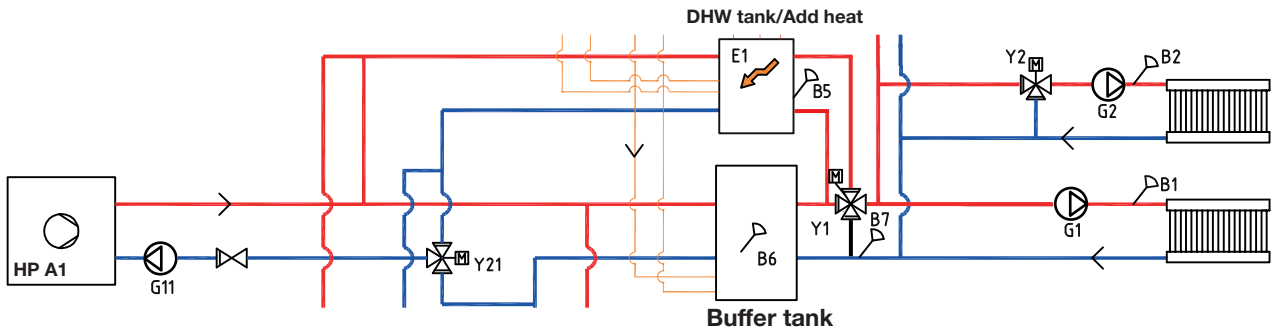 DHW tank/Add heat
E1
B5
Y2
M
B2
G2
M
B1
Y1
B7
G1
HP A1
G11
M
Y21
B6
Buffer tank